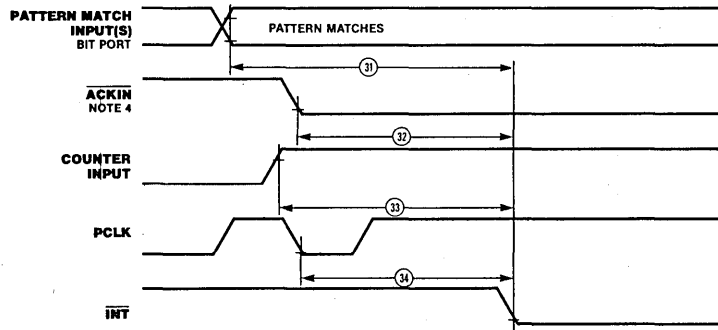 PATTERN MATCH
INPUT(S)
BIT PORT
PATTERN MATCHES
31
ACKIN
NOTE 4
32
COUNTER
INPUT
33
PCLK
34
INT